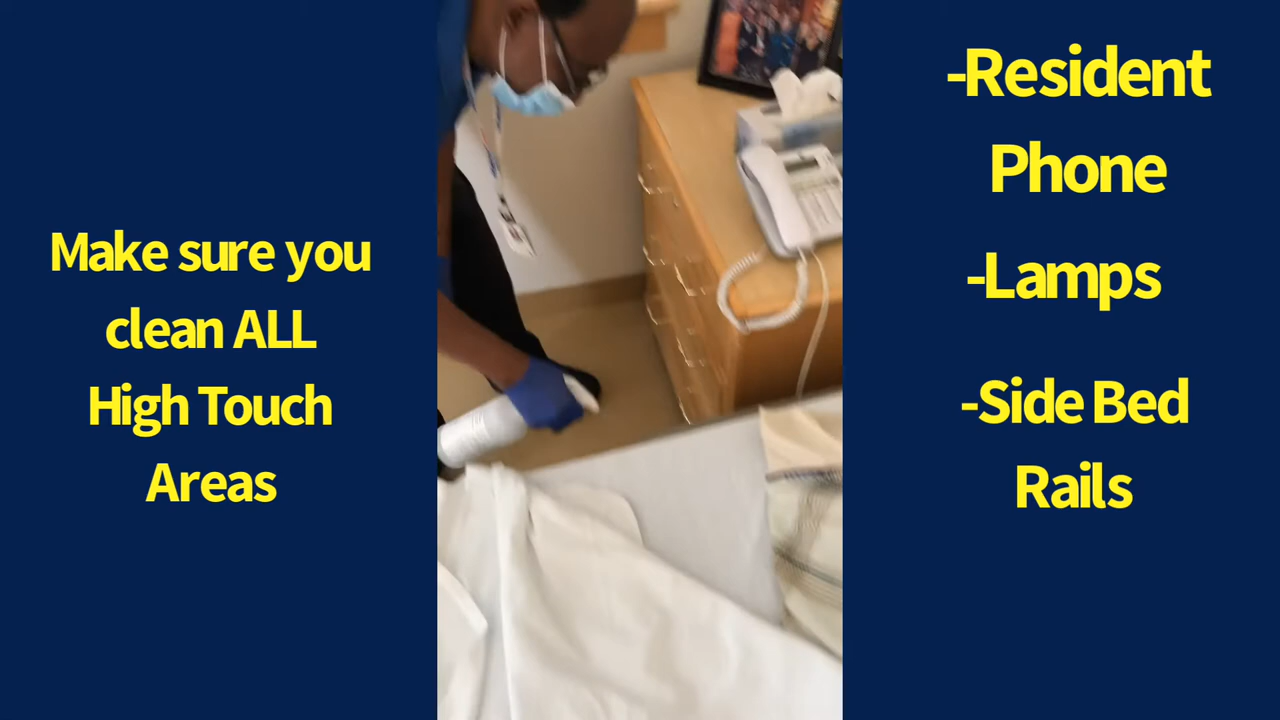 Make sure you
clean ALL
High Touch
Areas
-Resident
Phone
-Lamps
-Side Bed
Rails